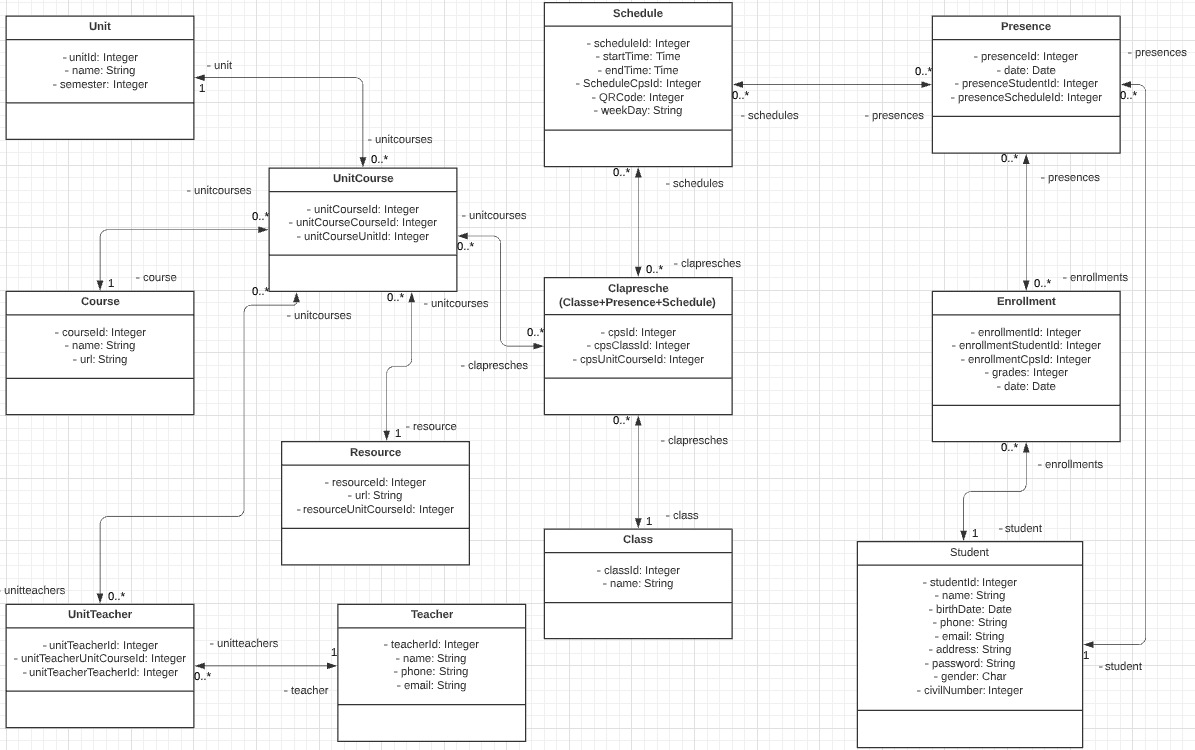 Unit
- unitId: Integer
- name: String
- semester: Integer
- unit
1
- unitcourses
0..*
UnitCourse
- unitCourseId: Integer
- unitCourseCourseId: Integer
- unitCourseUnitId: Integer
- unitcourses
0..*
1
- course
Course
- courseId: Integer
- name: String
- url: String
- unitcourses
0..*
0..*
- unitcourses
0..*
- unitcourses
1
- resource
Resource
- resourceId: Integer
- url: String
- resourceUnitCourseId: Integer
- unitteachers
0..*
UnitTeacher
- unitTeacherId: Integer
- unitTeacherUnitCourseId: Integer
- unitTeacherTeacherId: Integer
- unitteachers
0..*
1
- teacher
Teacher
- teacherId: Integer
- name: String
- phone: String
- email: String
Schedule
- scheduleId: Integer
- startTime: Time
- endTime: Time
- ScheduleCpsId: Integer
- QRCode: Integer
- weekDay: String
0..*
- schedules
0..*
- presences
0..*
- schedules
0..*
- clapresches
Clapresche
(Classe+Presence+Schedule)
- cpsId: Integer
- cpsClassId: Integer
- cpsUnitCourseId: Integer
0..*
- clapresches
0..*
- clapresches
1
- class
Class
- classId: Integer
- name: String
Presence
- presenceId: Integer
- date: Date
- presenceStudentId: Integer
- presenceScheduleId: Integer
- presences
0..*
0..*
- presences
0..*
- enrollments
Enrollment
- enrollmentId: Integer
- enrollmentStudentId: Integer
- enrollmentCpsId: Integer
- grades: Integer
- date: Date
0..*
- enrollments
1
- student
Student
- studentId: Integer
- name: String
- birthDate: Date
- phone: String
- email: String
- address: String
- password: String
- gender: Char
- civilNumber: Integer
1
- student